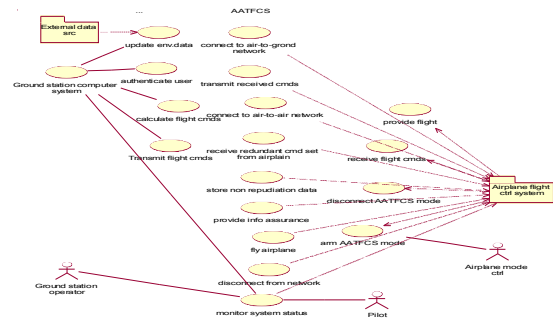 ... AATFCS
External data
src
update env.data
connect to air-to-grond
network
Ground station computer
system
authenticate user
transmit received cmds
calculate flight cmds
connect to air-to-air network
provide flight
Transmit flight cmds
receive redundant cmd set
from airplain
receive flight cmds
store non repudiation data
disconnect AATFCS mode
Airplane flight
ctrl system
provide info assurance
fly airplane
arm AATFCS mode
Airplane mode
ctrl
disconnect from network
Ground station
operator
monitor system status
Pilot